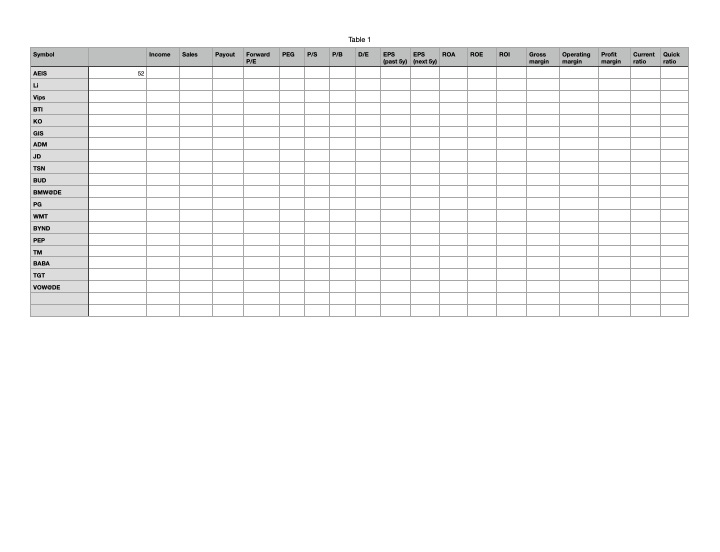 Table 1
Symbol Income Sales Payout Forward P/E PEG P/S P/B D/E EPS (past 5y) EPS (next 5y) ROA ROE ROI Gross margin Operating margin Profit margin Current ratio Quick ratio
AEIS 52
Li
Vips
BTI
KO
GIS
ADM
JD
TSN
BUD
BMW@DE
PG
WMT
BYND
PEP
TM
BABA
TGT
VOW@DE